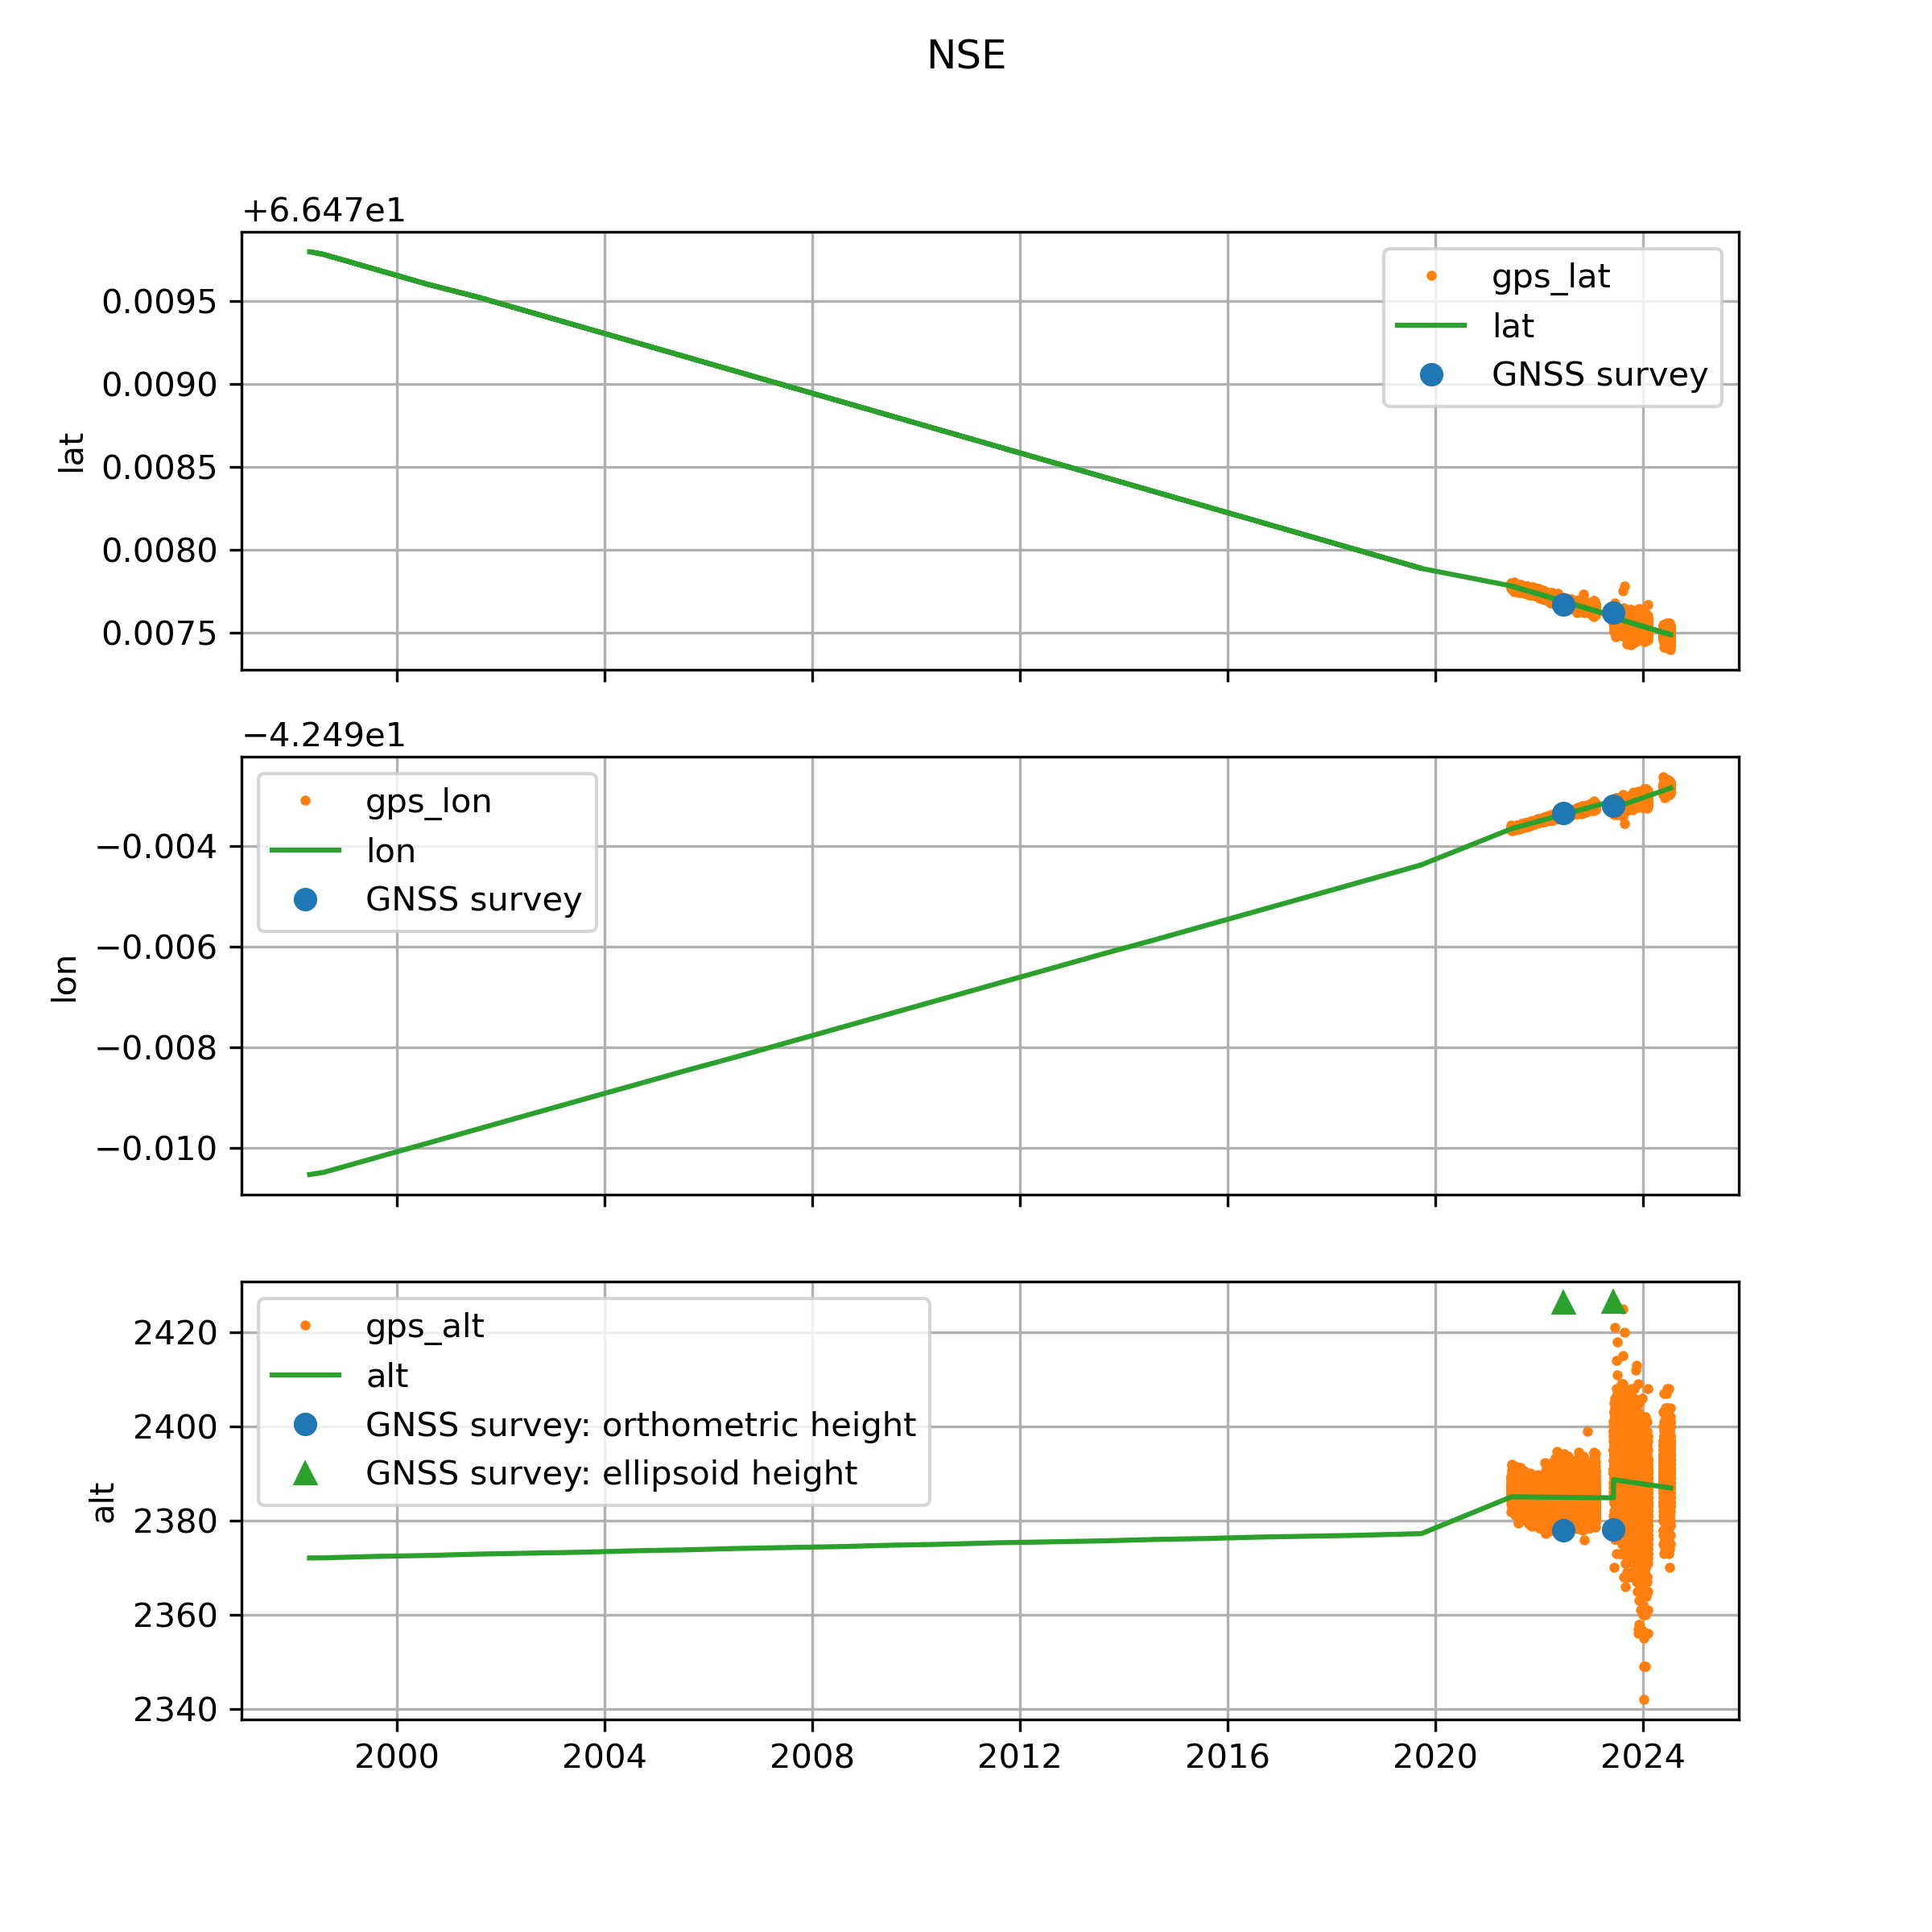 NSE
+6.647e1
0.0095
0.0090
0.0085
0.0080
0.0075
lat
gps_lat
lat
GNSS survey
−4.249e1
−0.004
−0.006
−0.008
−0.010
lon
gps_lon
lon
GNSS survey
2420
2400
2380
2360
2340
alt
gps_alt
alt
GNSS survey: orthometric height
GNSS survey: ellipsoid height
2000 2004 2008 2012 2016 2020 2024